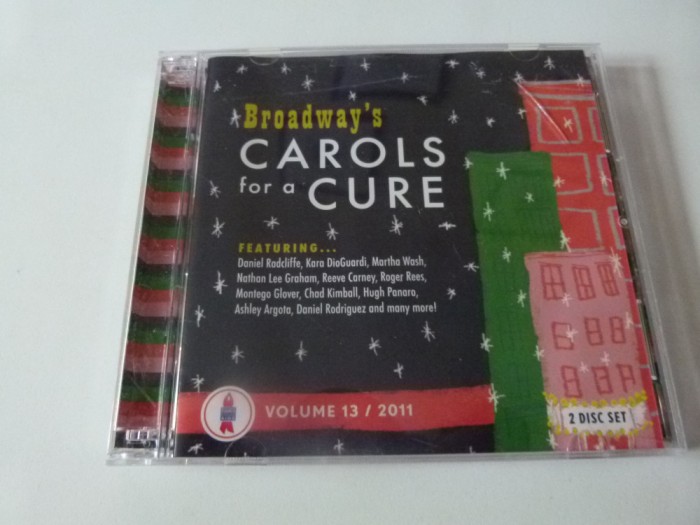 Broadway's
CAROLS
for a CURE
FEATURING...
Daniel Radcliffe, Kara DioGuardi, Martha Wash,
Nathan Lee Graham, Reeve Carney, Roger Rees,
Montego Glover, Chad Kimball, Hugh Panaro,
Ashley Argota, Daniel Rodriguez and many more!
VOLUME 13 / 2011
2 DISC SET